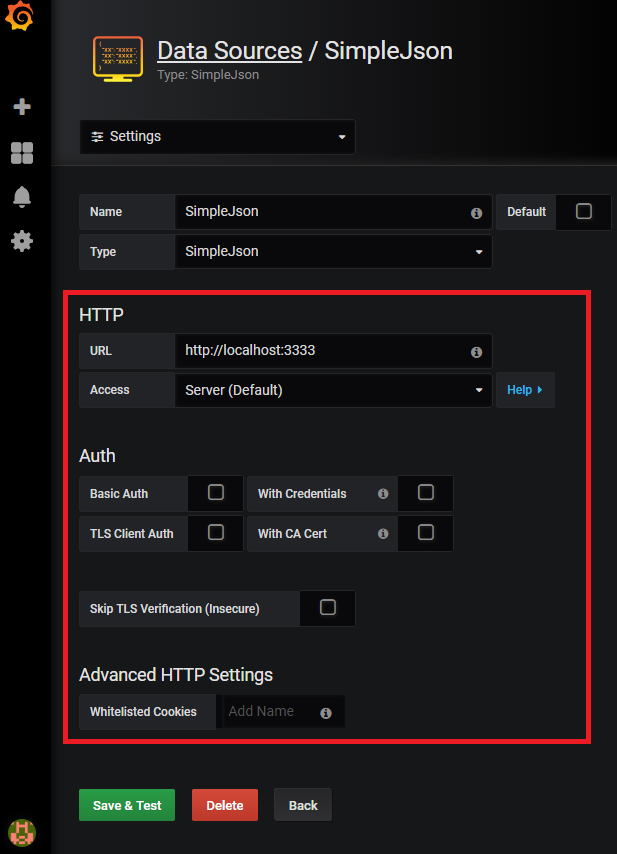 Data Sources / SimpleJson
Type: SimpleJson
Settings
Name SimpleJson Default
Type SimpleJson
HTTP
URL http://localhost:3333
Access Server (Default) Help
Auth
Basic Auth With Credentials
TLS Client Auth With CA Cert
Skip TLS Verification (Insecure)
Advanced HTTP Settings
Whitelisted Cookies Add Name
Save & Test Delete Back